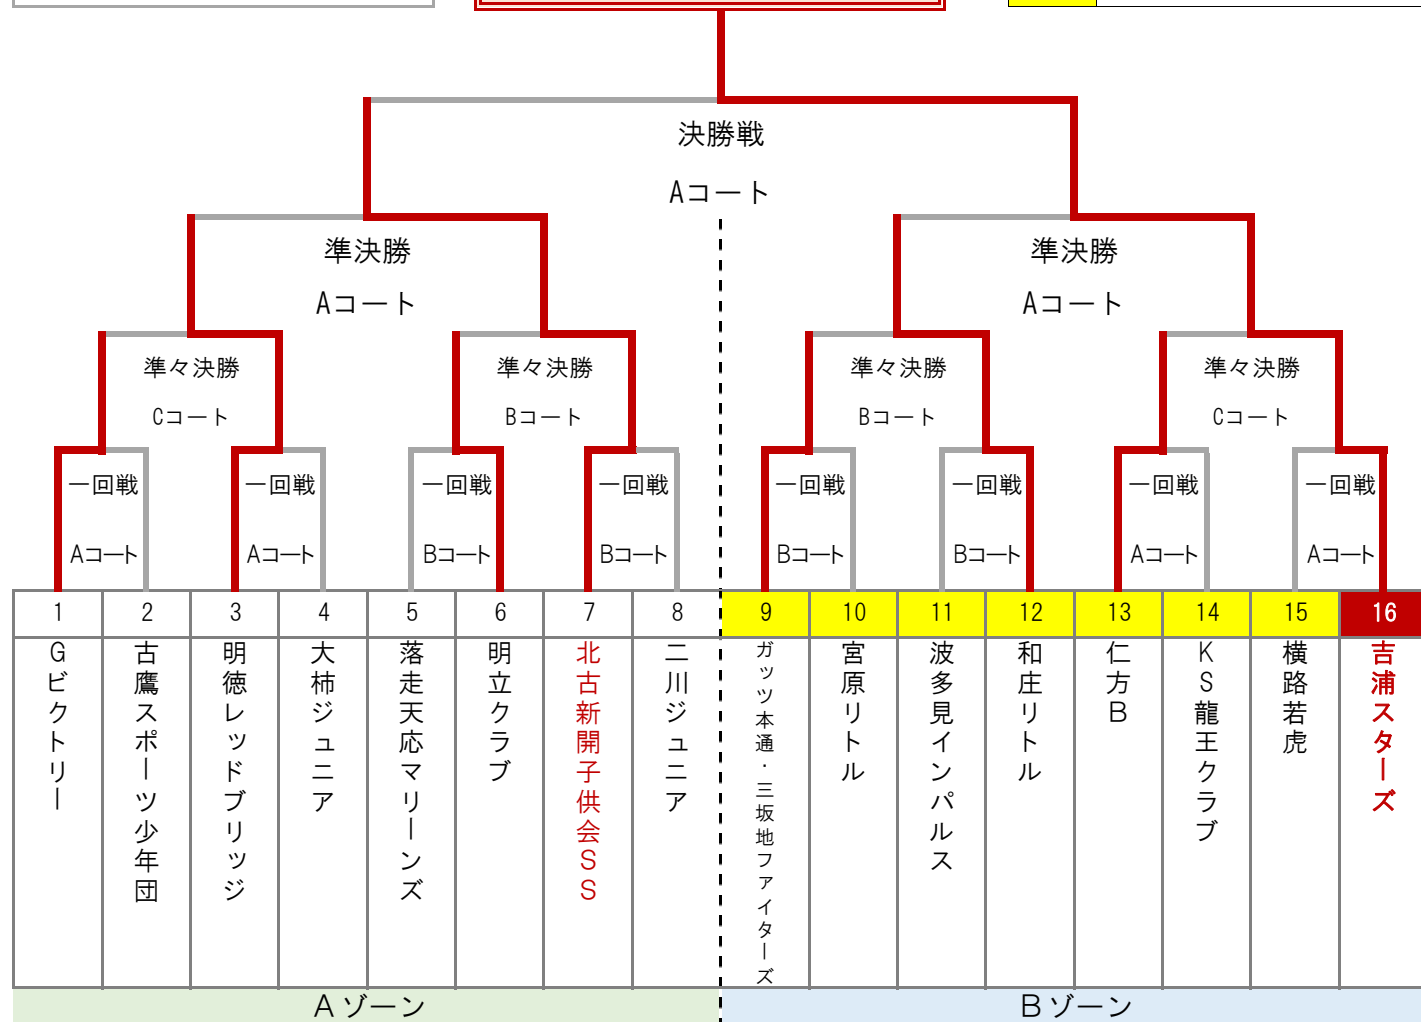 決勝戦
Aコート
準決勝
Aコート
準決勝
Aコート
準々決勝
Cコート
準々決勝
Bコート
準々決勝
Bコート
準々決勝
Cコート
一回戦
Aコート
一回戦
Aコート
一回戦
Bコート
一回戦
Bコート
一回戦
Bコート
一回戦
Bコート
一回戦
Aコート
一回戦
Aコート
1 2 3 4 5 6 7 8 9 10 11 12 13 14 15 16
Gビクトリー
古鷹スポーツ少年団
明徳レッドブリッジ
大柿ジュニア
落走天応マリーンズ
明立クラブ
北古新開子供会SS
二川ジュニア
ガッツ本通・三坂地ファイターズ
宮原リトル
波多見インパルス
和庄リトル
仁方B
KS龍王クラブ
横路若虎
吉浦スターズ
Aゾーン
Bゾーン